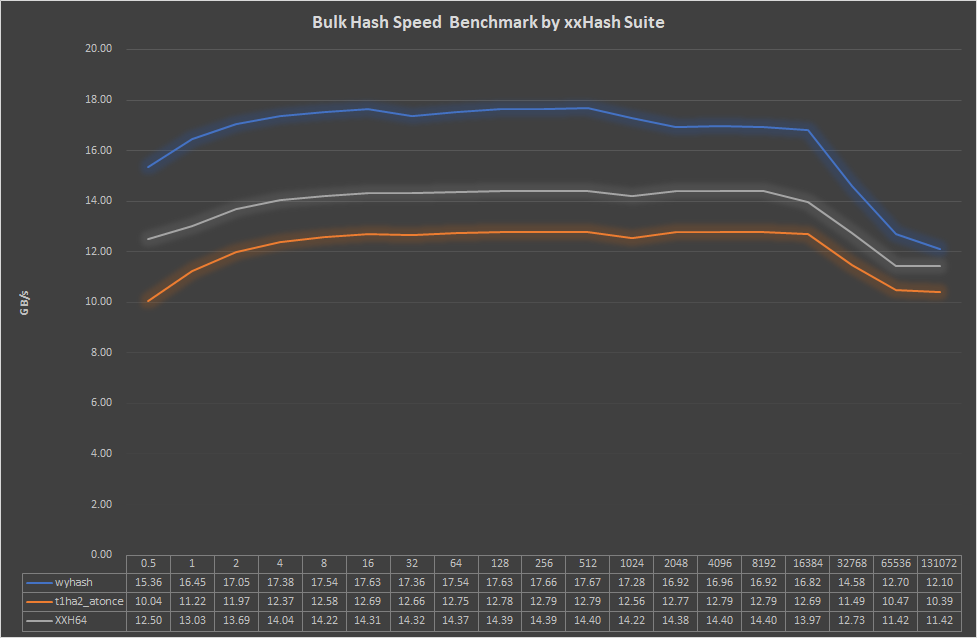 Bulk Hash Speed  Benchmark by xxHash Suite
20.00
18.00
16.00
14.00
12.00
GB/s
10.00
8.00
6.00
4.00
2.00
0.00
0.5 1 2 4 8 16 32 64 128 256 512 1024 2048 4096 8192 16384 32768 65536 131072
wyhash 15.36 16.45 17.05 17.38 17.54 17.63 17.36 17.54 17.63 17.66 17.67 17.28 16.92 16.96 16.92 16.82 14.58 12.70 12.10
t1ha2_atonce 10.04 11.22 11.97 12.37 12.58 12.69 12.66 12.75 12.78 12.79 12.79 12.56 12.77 12.79 12.79 12.69 11.49 10.47 10.39
XXH64 12.50 13.03 13.69 14.04 14.22 14.31 14.32 14.37 14.39 14.39 14.40 14.22 14.38 14.40 14.40 13.97 12.73 11.42 11.42